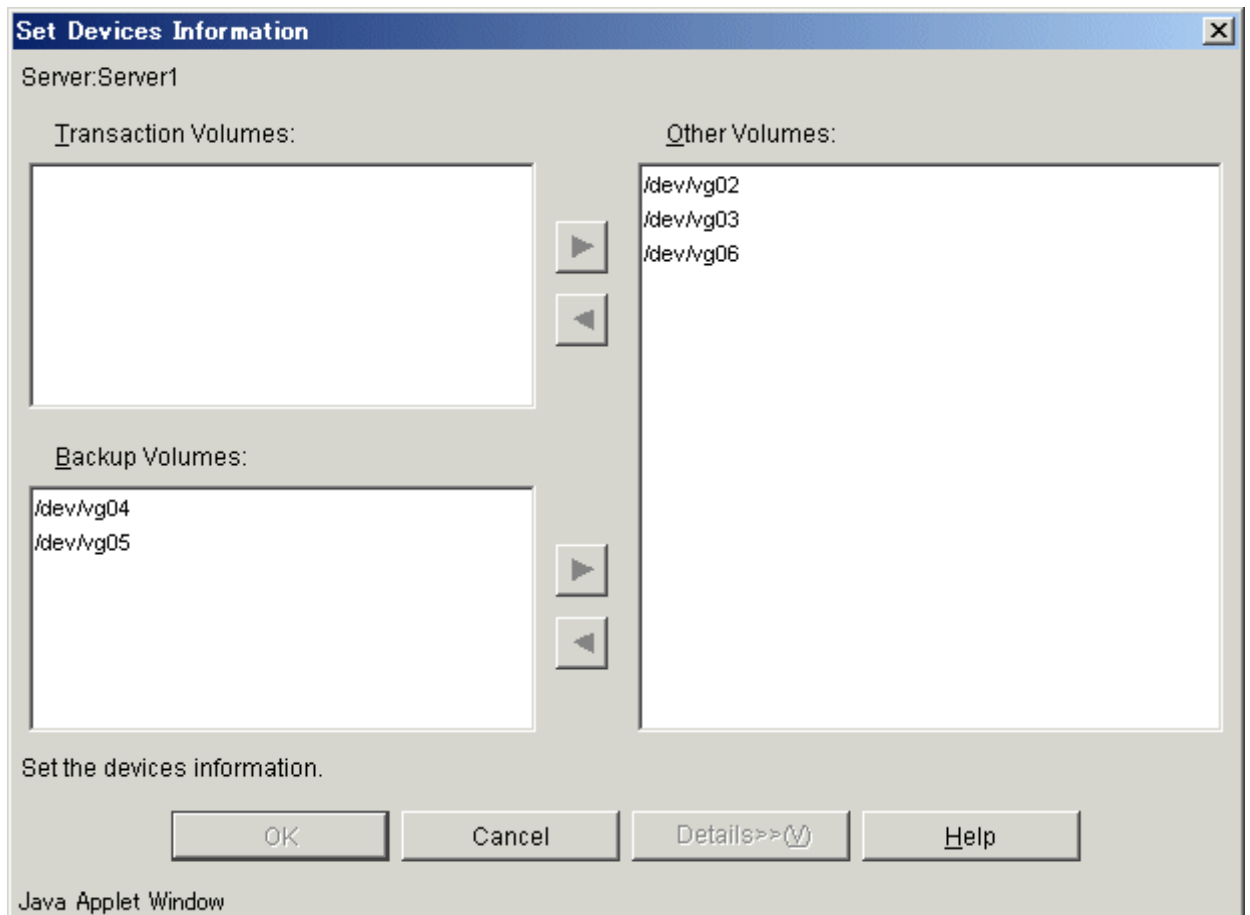 Set Devices Information
Server:Server1
Transaction Volumes:
Other Volumes:
/dev/vg02
/dev/vg03
/dev/vg06
Backup Volumes:
/dev/vg04
/dev/vg05
Set the devices information.
OK
Cancel
Details>>(V)
Help
Java Applet Window